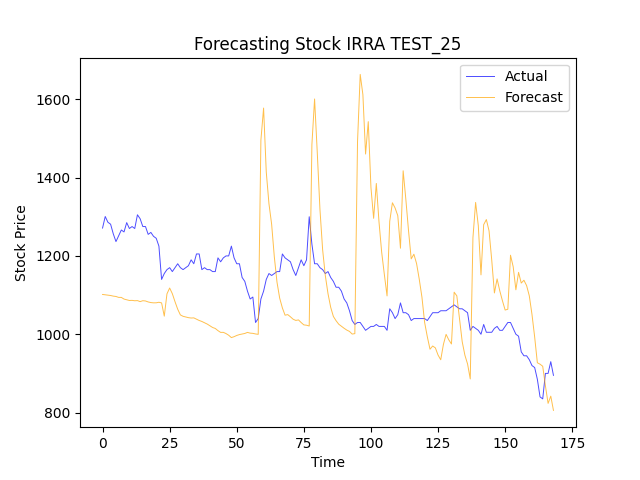 Forecasting Stock IRRA TEST_25
Actual
Forecast
1600
1400
1200
1000
800
Stock Price
0 25 50 75 100 125 150 175
Time